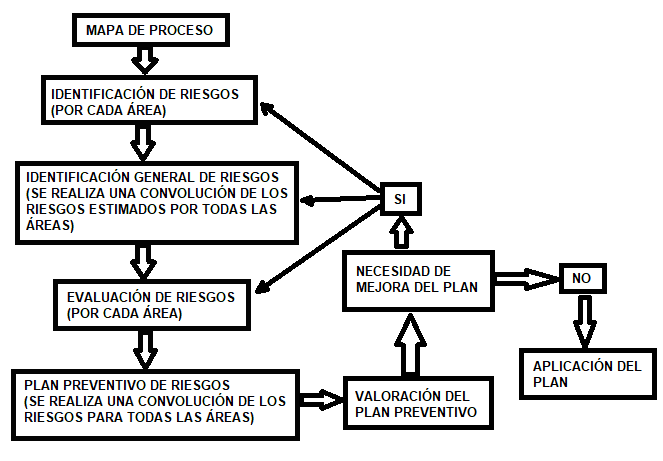 MAPA DE PROCESO
IDENTIFICACIÓN DE RIESGOS
(POR CADA ÁREA)
IDENTIFICACIÓN GENERAL DE RIESGOS
(SE REALIZA UNA CONVOLUCIÓN DE LOS
RIESGOS ESTIMADOS POR TODAS LAS
ÁREAS)
SI
EVALUACIÓN DE RIESGOS
(POR CADA ÁREA)
NECESIDAD DE
MEJORA DEL PLAN
NO
PLAN PREVENTIVO DE RIESGOS
(SE REALIZA UNA CONVOLUCIÓN DE LOS
RIESGOS PARA TODAS LAS ÁREAS)
VALORACIÓN DEL
PLAN PREVENTIVO
APLICACIÓN DEL
PLAN